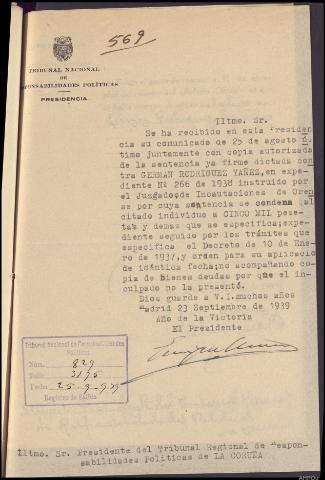 569
TRIBUNAL NACIONAL
DE
PONSABILIDADES POLÍTICAS
PRESIDENCIA
Iltmo. Sr.
Se ha recibido en esta Presiden
cia su comunicado de 25 de agosto ú
timo juntamente con copia autorizada
de la sentencia ya firme dictada con
tra GERMAN RODRIGUEZ YAÑEZ, en expe
diente Nº 266 de 1938 instruido por
el Juzgado de Incautaciones de Oren
se por cuya sentencia se condena al
citado individuo a CINCO MIL pese
tas y demas que se especifica; expe
diente seguido por los trámites que
especifica el Decreto de 10 de Ene
ro de 1937, y orden para su aplicacio
de idéntica fecha; no acompañando co
pia de bienes deudas por que el in
culpado no la presentó.
Dios guarde a V.I. muchos años
Madrid 23 Septiembre de 1939
Año de la Victoria
El Presidente
Tribunal Nacional de Responsabilidades
Políticas
Núm. 829
Folio 3195
Fecha 25-9-939
Registro de Salida
Iltmo. Sr. Presidente del Tribunal Regional de Respon-
sabilidades Politicas de LA CORUÑA